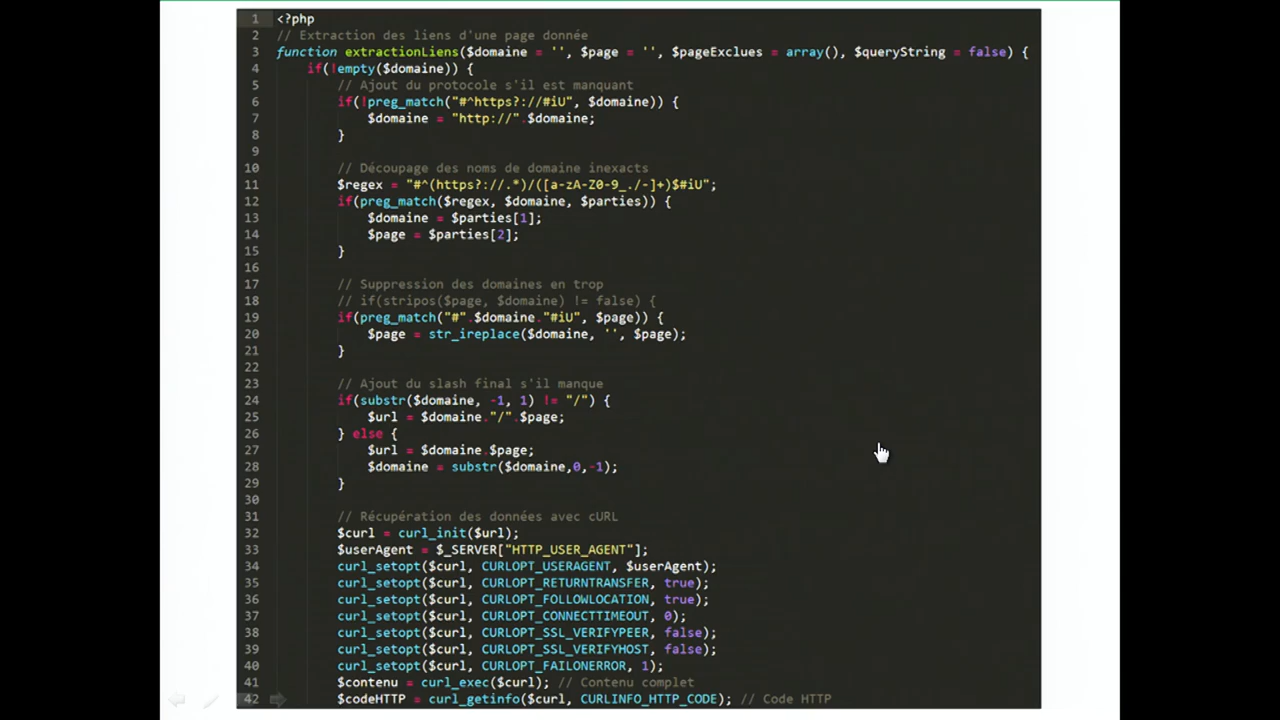 1 <?php
2 // Extraction des liens d'une page donnée
3 function extractionLiens($domaine = '', $page = '', $pageExclues = array(), $queryString = false) {
4 if(!empty($domaine)) {
5 // Ajout du protocole s'il est manquant
6 if(!preg_match("#^https?://#iU", $domaine)) {
7 $domaine = "http://".$domaine;
8 }
9
10 // Découpage des noms de domaine inexacts
11 $regex = "#^(https?://.*)/([a-zA-Z0-9_./-]+)$#iU";
12 if(preg_match($regex, $domaine, $parties)) {
13 $domaine = $parties[1];
14 $page = $parties[2];
15 }
16
17 // Suppression des domaines en trop
18 // if(stripos($page, $domaine) != false) {
19 if(preg_match("#".$domaine."#iU", $page)) {
20 $page = str_ireplace($domaine, '', $page);
21 }
22
23 // Ajout du slash final s'il manque
24 if(substr($domaine, -1, 1) != "/") {
25 $url = $domaine."/".$page;
26 } else {
27 $url = $domaine.$page;
28 $domaine = substr($domaine,0,-1);
29 }
30
31 // Récupération des données avec cURL
32 $curl = curl_init($url);
33 $userAgent = $_SERVER["HTTP_USER_AGENT"];
34 curl_setopt($curl, CURLOPT_USERAGENT, $userAgent);
35 curl_setopt($curl, CURLOPT_RETURNTRANSFER, true);
36 curl_setopt($curl, CURLOPT_FOLLOWLOCATION, true);
37 curl_setopt($curl, CURLOPT_CONNECTTIMEOUT, 0);
38 curl_setopt($curl, CURLOPT_SSL_VERIFYPEER, false);
39 curl_setopt($curl, CURLOPT_SSL_VERIFYHOST, false);
40 curl_setopt($curl, CURLOPT_FAILONERROR, 1);
41 $contenu = curl_exec($curl); // Contenu complet
42 $codeHTTP = curl_getinfo($curl, CURLINFO_HTTP_CODE); // Code HTTP